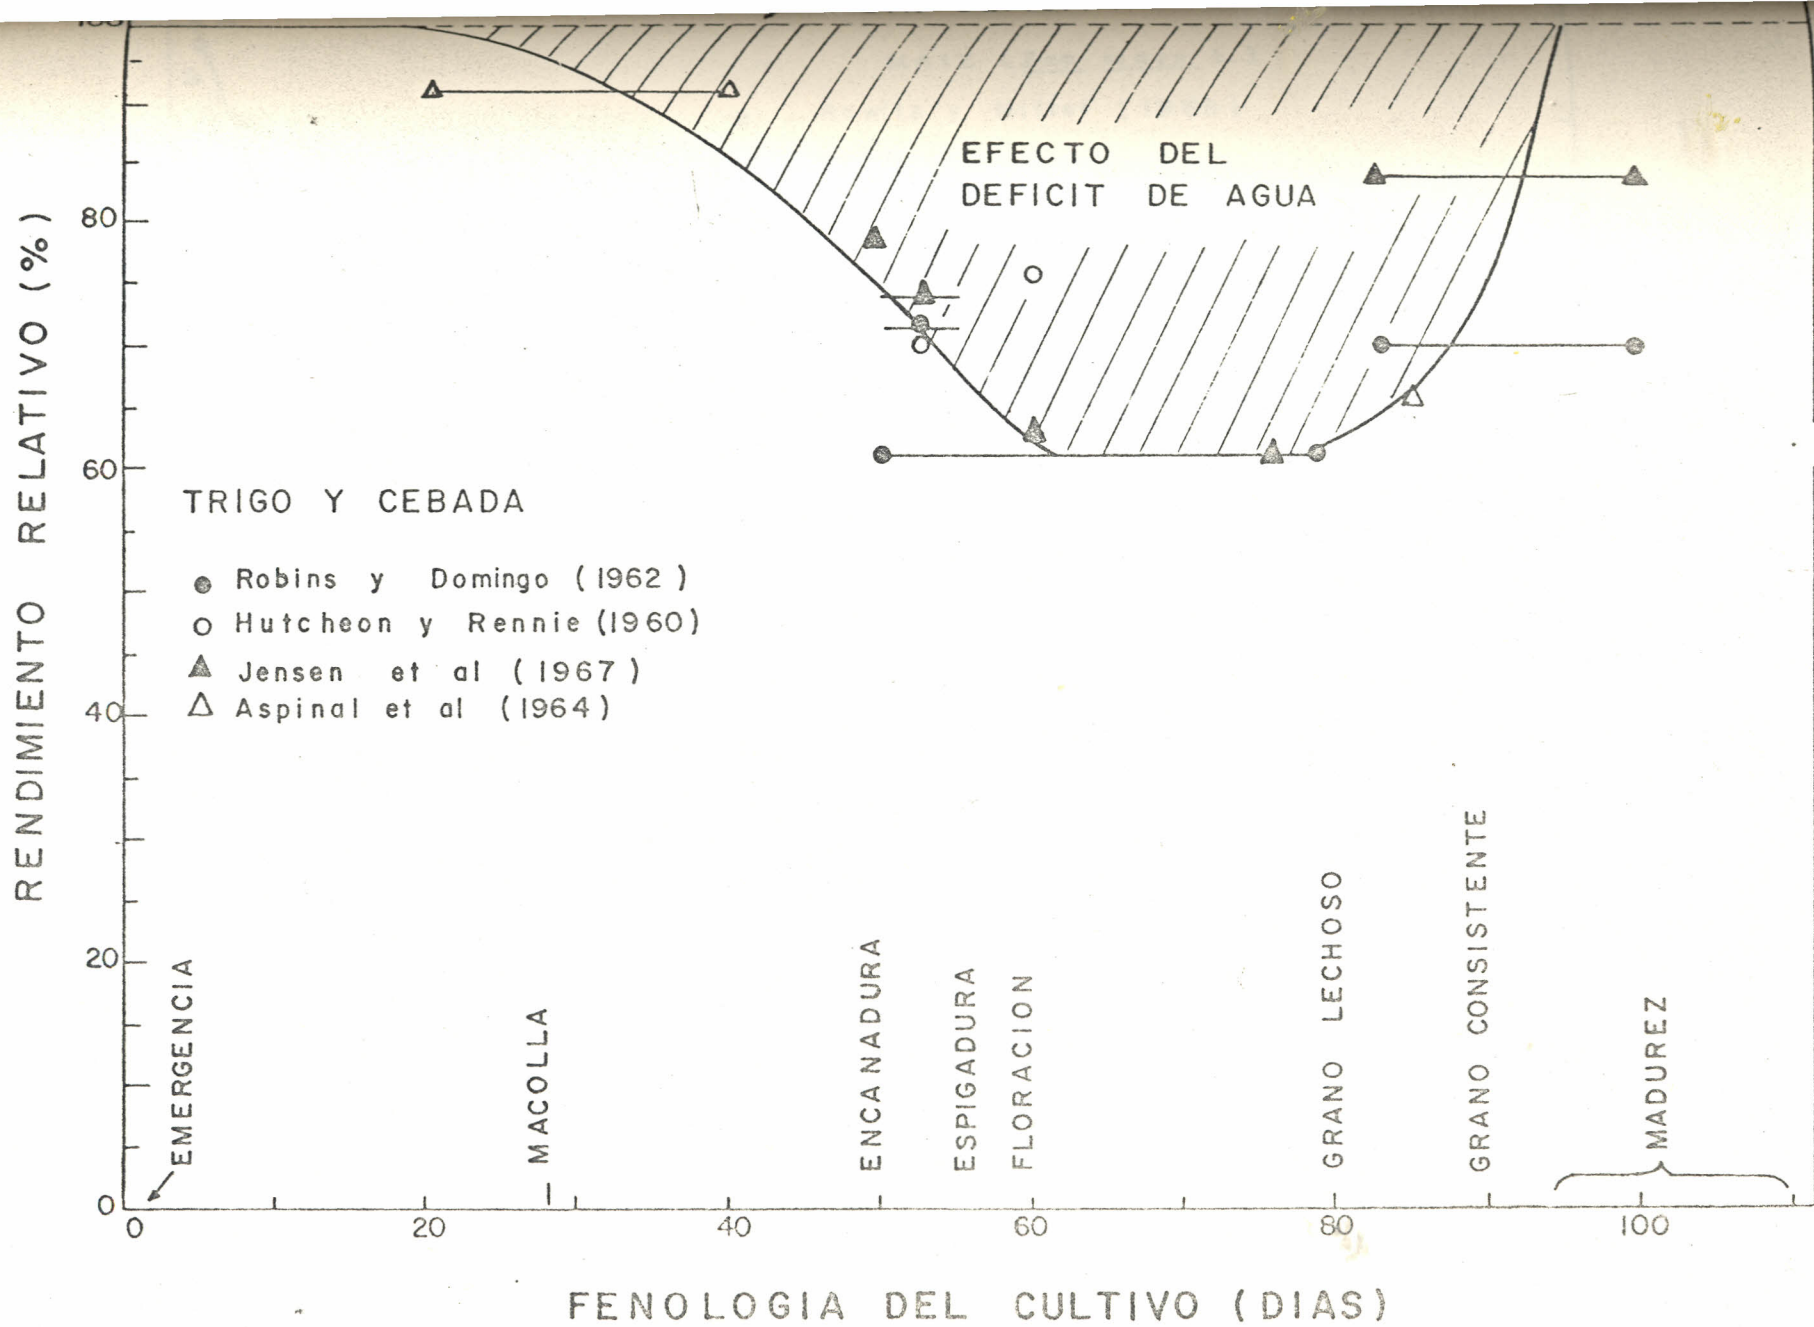 EFECTO DEL
DEFICIT DE AGUA
RENDIMIENTO RELATIVO (%)
80
60
40
20
0
TRIGO Y CEBADA
Robins y Domingo (1962)
Hutcheon y Rennie (1960)
Jensen et al (1967)
Aspinal et al (1964)
EMERGENCIA
MACOLLA
ENCANADURA
ESPIGADURA
FLORACION
GRANO LECHOSO
GRANO CONSISTENTE
MADUREZ
0 20 40 60 80 100
FENOLOGIA DEL CULTIVO (DIAS)